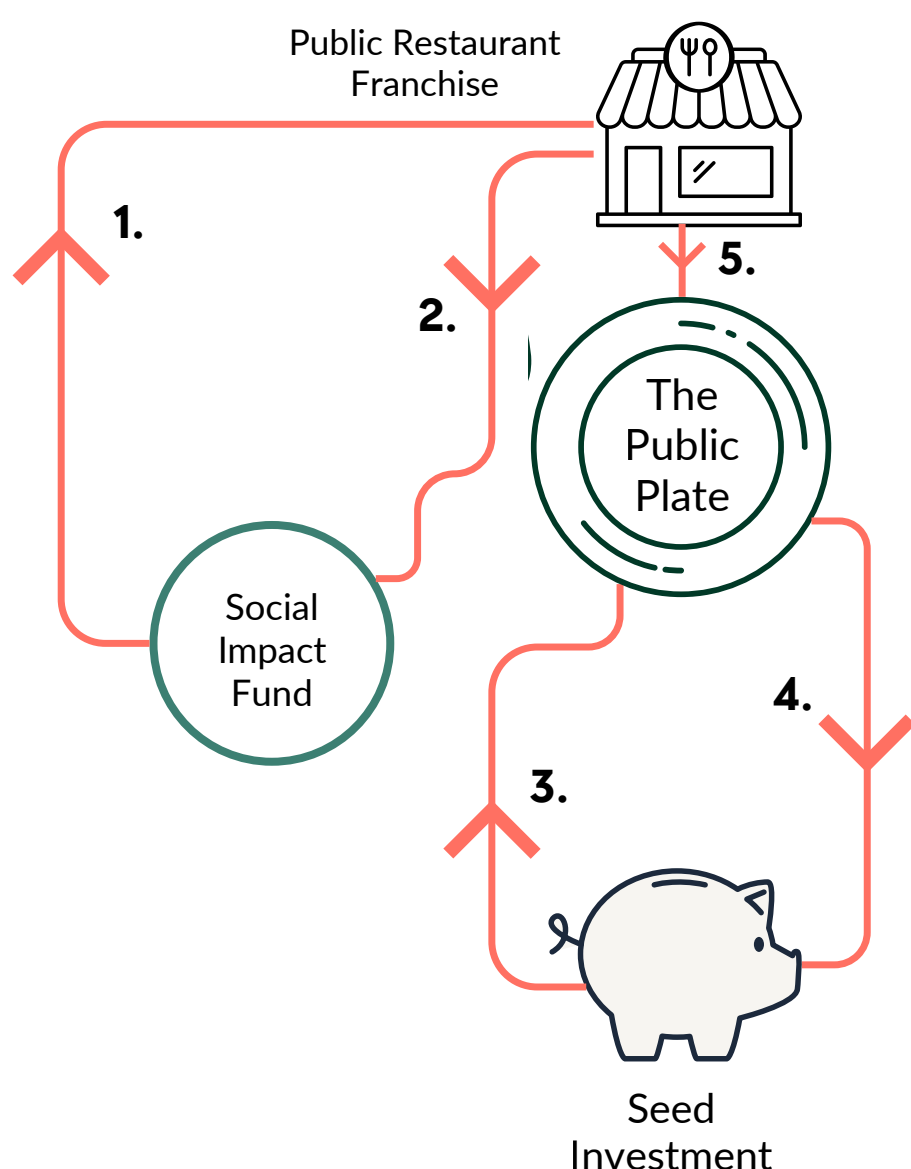 Public Restaurant
Franchise
1.
2.
5.
The
Public
Plate
Social
Impact
Fund
4.
3.
Seed
Investment